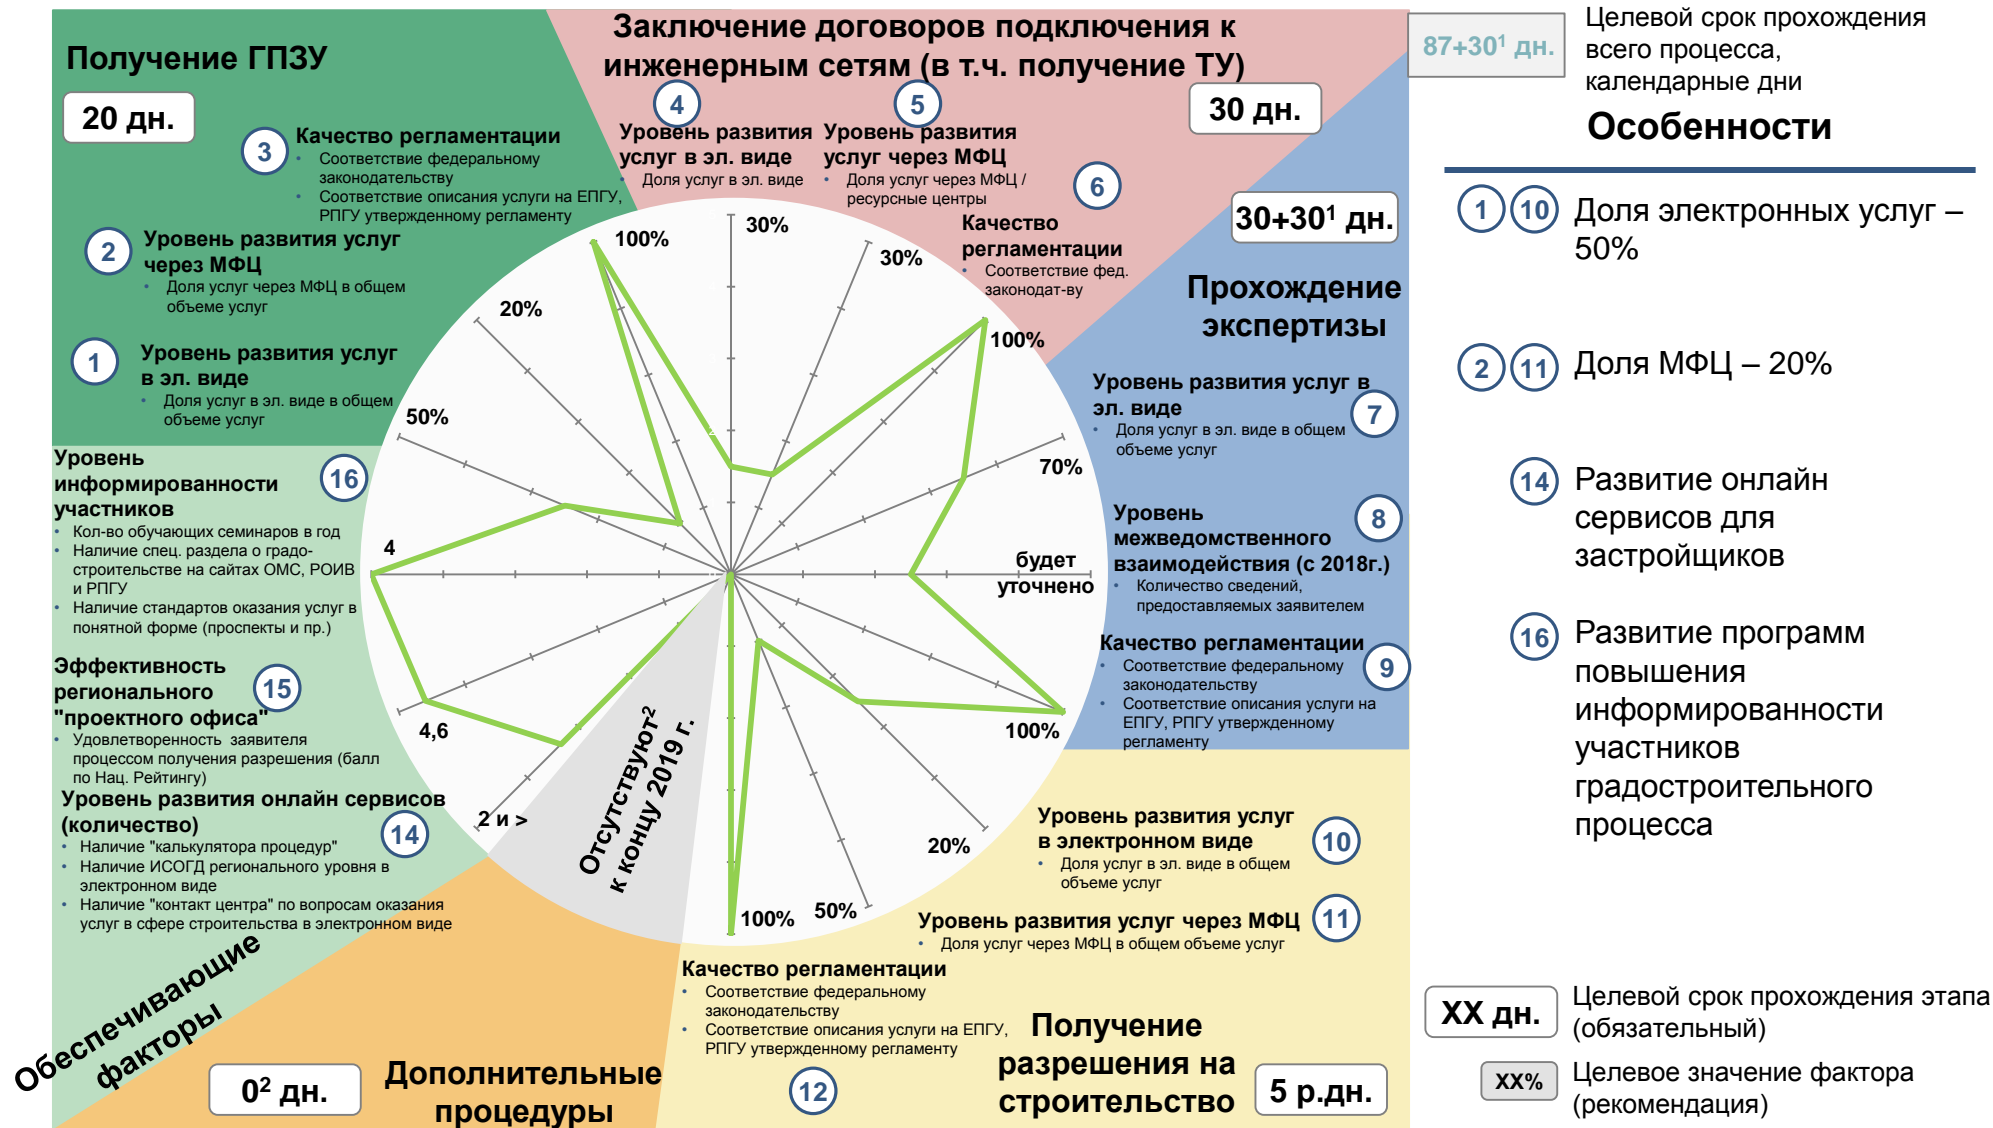 Получение ГПЗУ
20 дн.
3
Качество регламентации
• Соответствие федеральному
законодательству
• Соответствие описания услуги на ЕПГУ,
РПГУ утвержденному регламенту
2
Уровень развития услуг
через МФЦ
• Доля услуг через МФЦ в общем
объеме услуг
1
Уровень развития услуг
в эл. виде
• Доля услуг в эл. виде в общем
объеме услуг
Заключение договоров подключения к
инженерным сетям (в т.ч. получение ТУ)
30 дн.
4
Уровень развития
услуг в эл. виде
• Доля услуг в эл. виде
5
Уровень развития
услуг через МФЦ
• Доля услуг через МФЦ /
ресурсные центры
6
Качество
регламентации
• Соответствие фед.
законодат-ву
30+30¹ дн.
Прохождение
экспертизы
Уровень развития услуг в
эл. виде
7
• Доля услуг в эл. виде в общем
объеме услуг
Уровень
межведомственного
взаимодействия (с 2018г.)
8
• Количество сведений,
предоставляемых заявителем
Качество регламентации
9
• Соответствие федеральному
законодательству
• Соответствие описания услуги на
ЕПГУ, РПГУ утвержденному
регламенту
Уровень развития услуг
в электронном виде
10
• Доля услуг в эл. виде в общем
объеме услуг
Уровень развития услуг через МФЦ
11
• Доля услуг через МФЦ в общем объеме услуг
Качество регламентации
• Соответствие федеральному
законодательству
• Соответствие описания услуги на ЕПГУ,
РПГУ утвержденному регламенту
12
Получение
разрешения на
строительство
5 р.дн.
Дополнительные
процедуры
0² дн.
Обеспечивающие
факторы
Уровень
информированности
участников
16
• Кол-во обучающих семинаров в год
• Наличие спец. раздела о градо-
строительстве на сайтах ОМС, РОИВ
и РПГУ
• Наличие стандартов оказания услуг в
понятной форме (проспекты и пр.)
Эффективность
регионального
"проектного офиса"
15
• Удовлетворенность заявителя
процессом получения разрешения (балл
по Нац. Рейтингу)
Уровень развития онлайн сервисов
(количество)
14
• Наличие "калькулятора процедур"
• Наличие ИСОГД регионального уровня в
электронном виде
• Наличие "контакт центра" по вопросам оказания
услуг в сфере строительства в электронном виде
30%
30%
100%
70%
будет
уточнено
100%
20%
50%
100%
Отсутствуют²
к концу 2019 г.
2 и >
4,6
4
50%
20%
100%
87+30¹ дн.
Целевой срок прохождения
всего процесса,
календарные дни
Особенности
1 10 Доля электронных услуг –
50%
2 11 Доля МФЦ – 20%
14 Развитие онлайн
сервисов для
застройщиков
16 Развитие программ
повышения
информированности
участников
градостроительного
процесса
XX дн.
Целевой срок прохождения этапа
(обязательный)
XX%
Целевое значение фактора
(рекомендация)